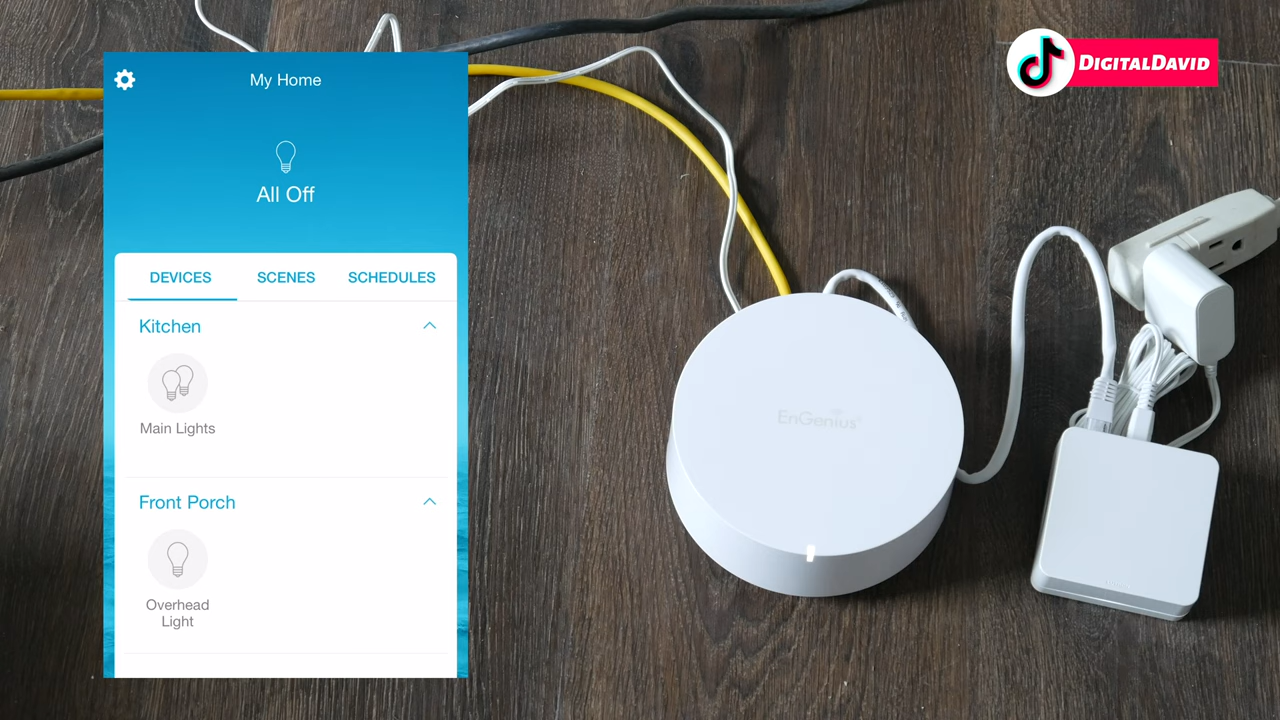 My Home
DIGITALDAVID
All Off
DEVICES SCENES SCHEDULES
Kitchen
Main Lights
Front Porch
Overhead
Light
EnGenius